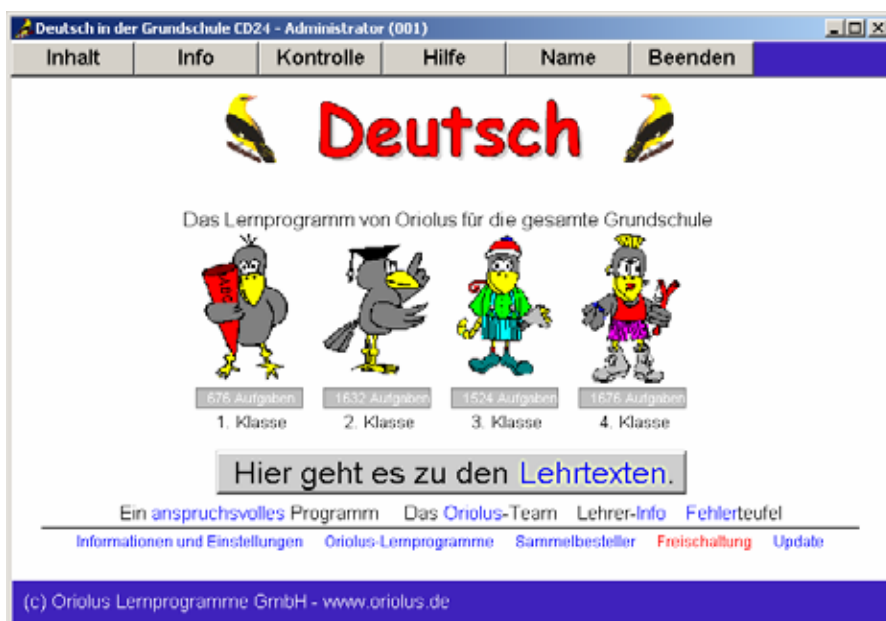 Deutsch in der Grundschule CD24 - Administrator (001)
Inhalt Info Kontrolle Hilfe Name Beenden
Deutsch
Das Lernprogramm von Oriolus für die gesamte Grundschule
ABC
676 Aufgaben 1632 Aufgaben 1524 Aufgaben 1676 Aufgaben
1. Klasse 2. Klasse 3. Klasse 4. Klasse
Hier geht es zu den Lehrtexten.
Ein anspruchsvolles Programm Das Oriolus-Team Lehrer-Info Fehlerteufel
Informationen und Einstellungen Oriolus-Lernprogramme Sammelbesteller Freischaltung Update
(c) Oriolus Lernprogramme GmbH - www.oriolus.de